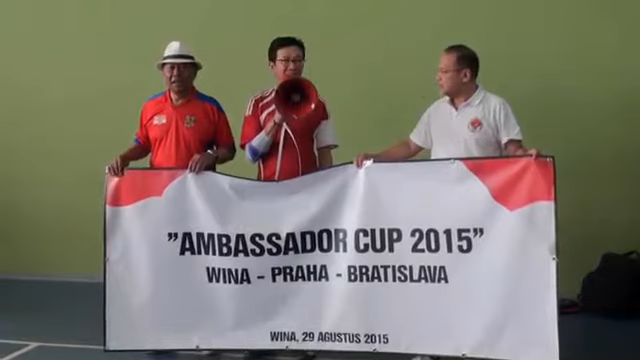 "AMBASSADOR CUP 2015"
WINA - PRAHA - BRATISLAVA
WINA, 29 AGUSTUS 2015